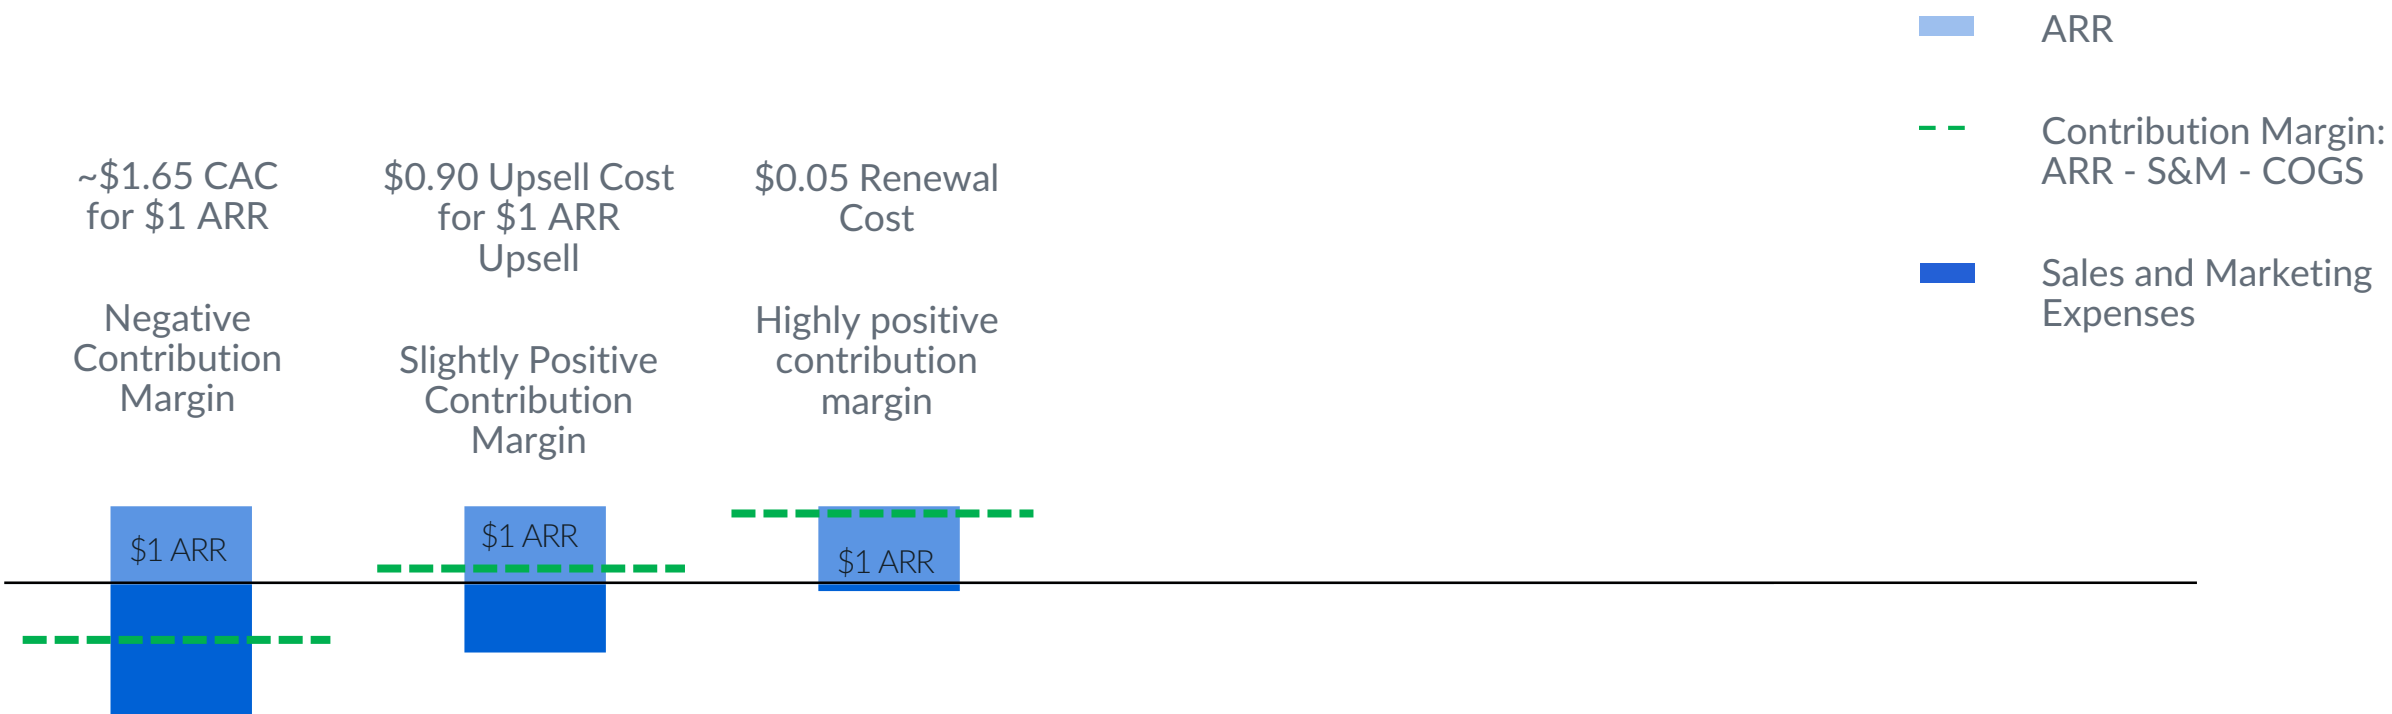 ARR
Contribution Margin:
ARR - S&M - COGS
Sales and Marketing
Expenses
~$1.65 CAC
for $1 ARR
Negative
Contribution
Margin
$0.90 Upsell Cost
for $1 ARR
Upsell
Slightly Positive
Contribution
Margin
$0.05 Renewal
Cost
Highly positive
contribution
margin
$1 ARR
$1 ARR
$1 ARR